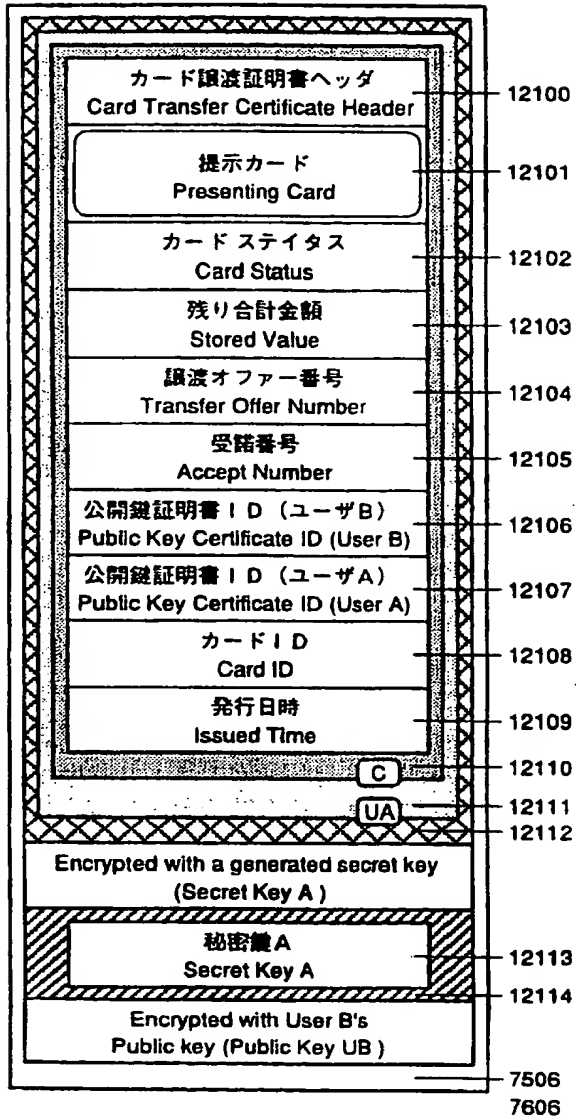 カード譲渡証明書ヘッダ
Card Transfer Certificate Header
12100
提示カード
Presenting Card
12101
カード ステイタス
Card Status
12102
残り合計金額
Stored Value
12103
譲渡オファー番号
Transfer Offer Number
12104
受諾番号
Accept Number
12105
公開鍵証明書ID(ユーザB)
Public Key Certificate ID (User B)
12106
公開鍵証明書ID(ユーザA)
Public Key Certificate ID (User A)
12107
カードID
Card ID
12108
発行日時
Issued Time
12109
C
12110
UA
12111
12112
Encrypted with a generated secret key
(Secret Key A )
秘密鍵A
Secret Key A
12113
12114
Encrypted with User B's
Public key (Public Key UB )
7506
7606